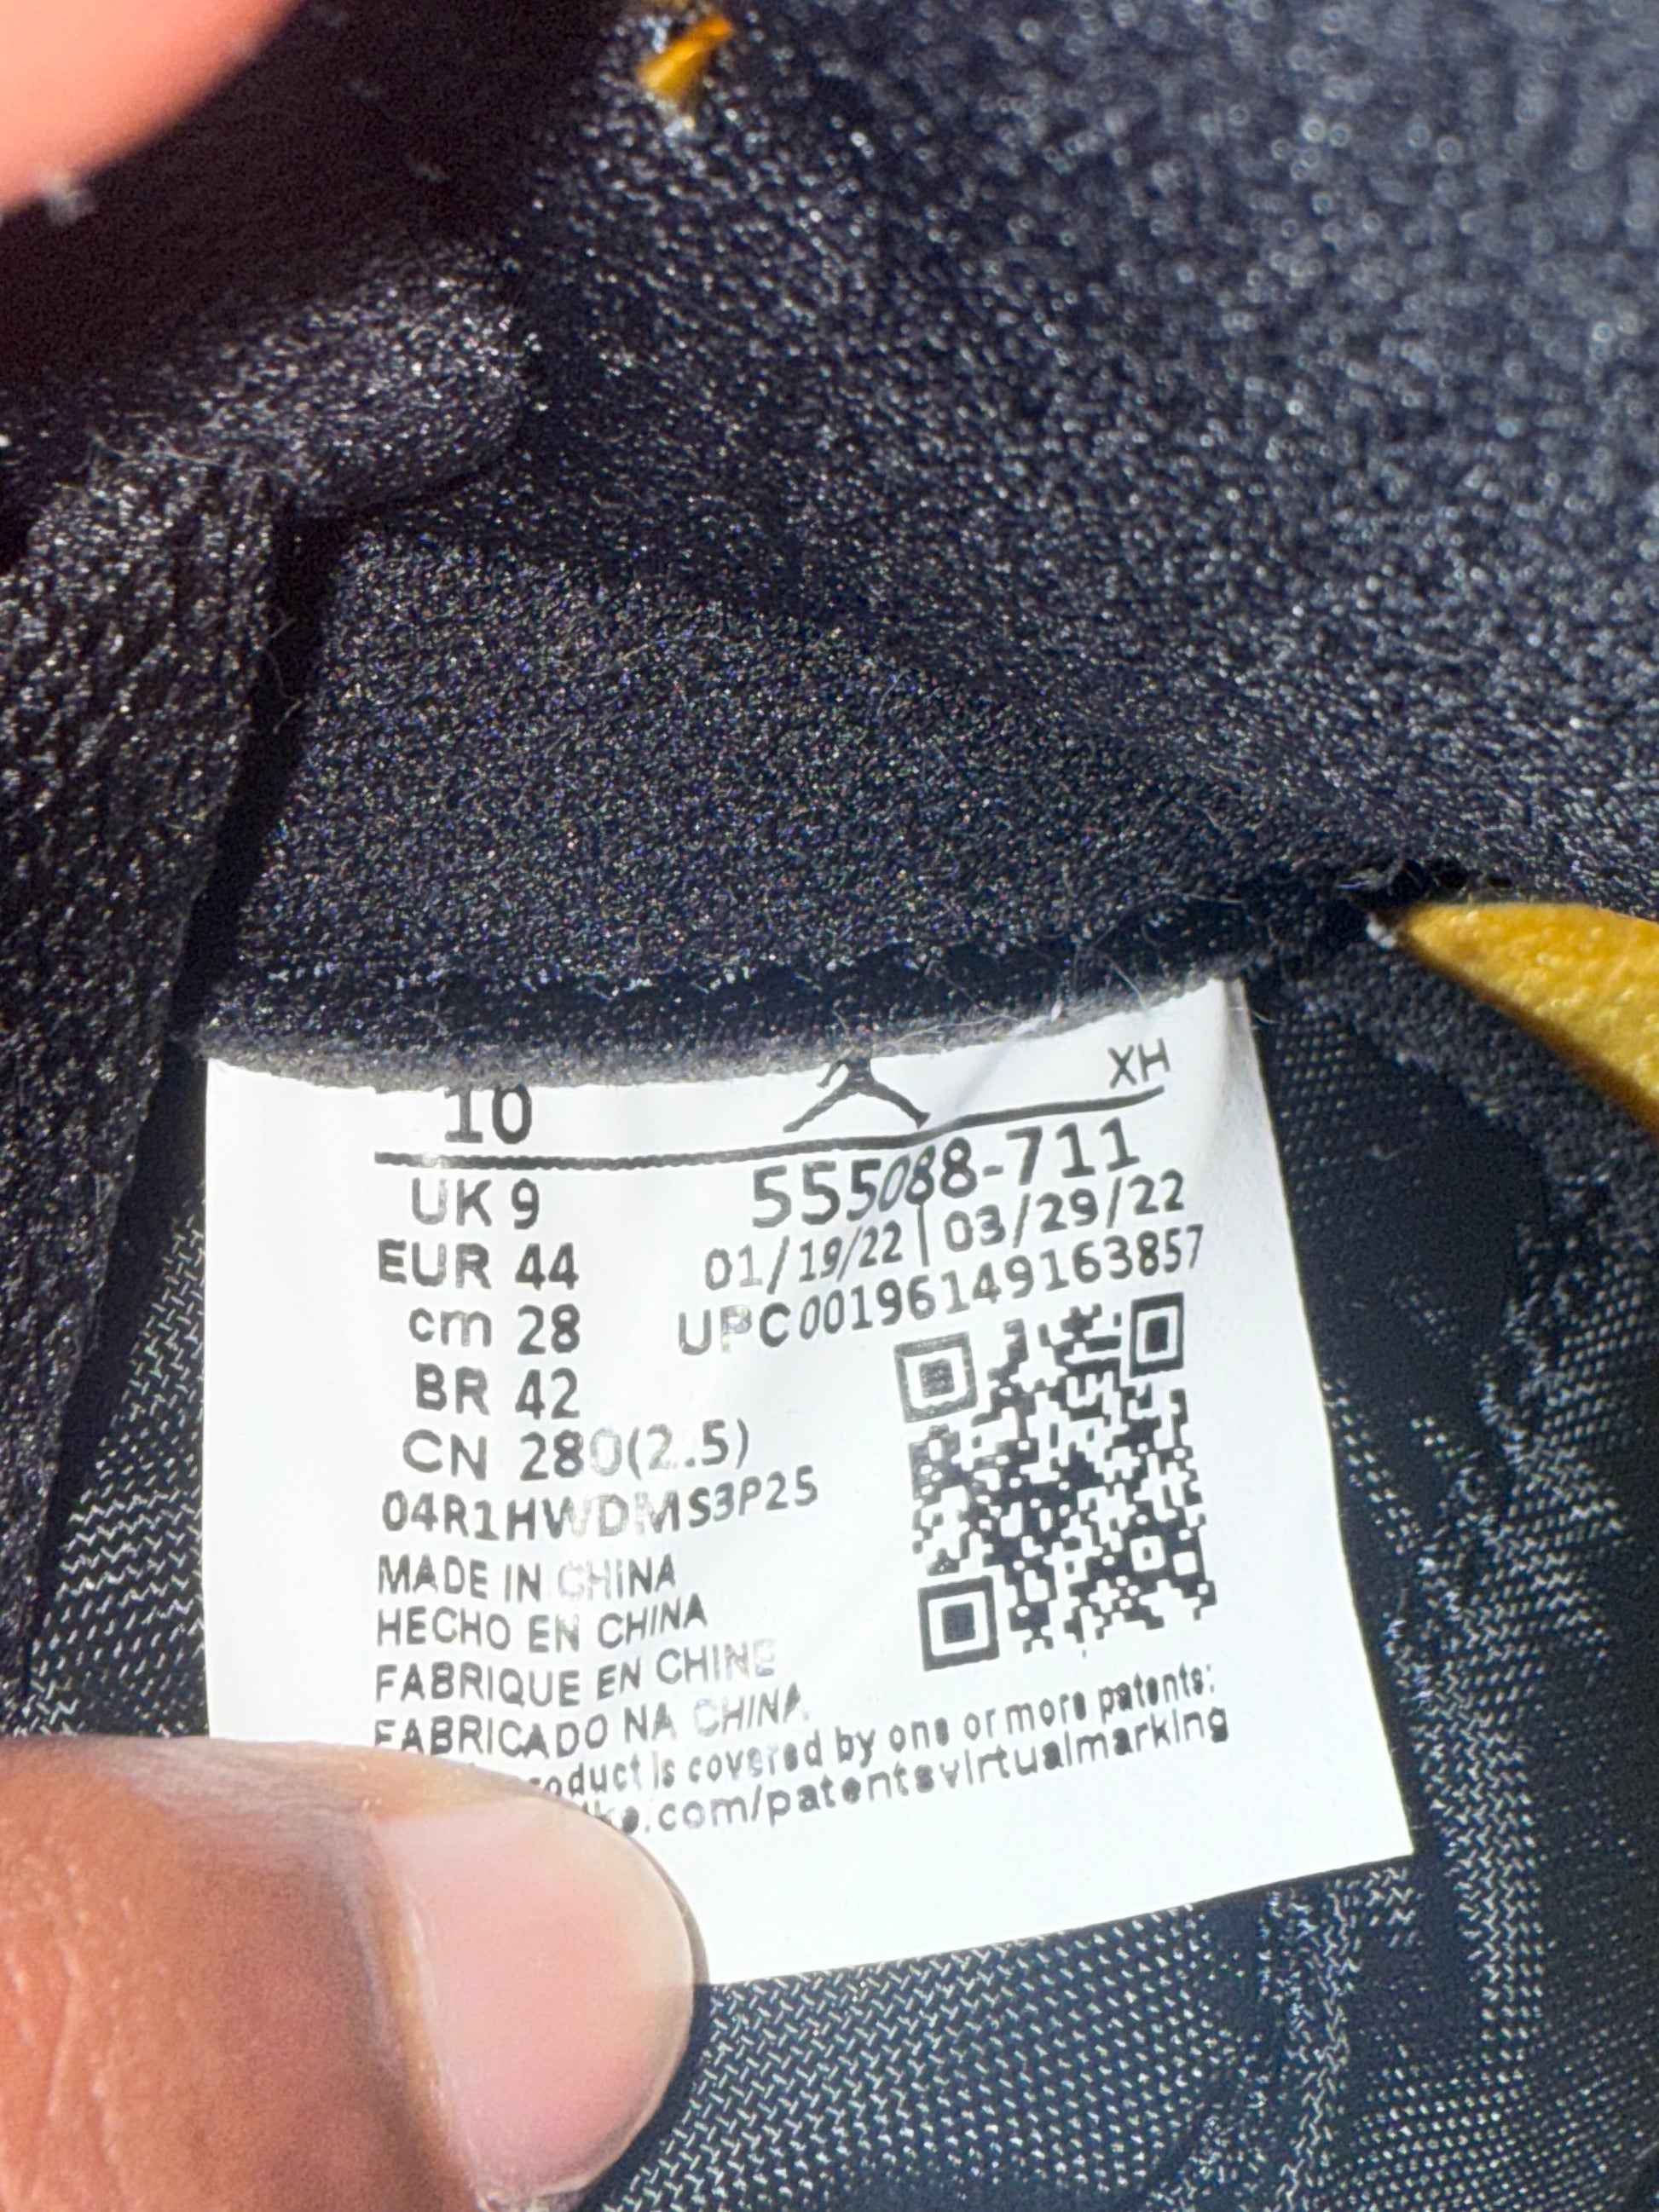 10 XH
UK 9
EUR 44
cm 28
BR 42
CN 280(2.5)
04R1HWDMS3P25
MADE IN CHINA
HECHO EN CHINA
FABRIQUE EN CHINE
FABRICADO NA CHINA
555088-711
01/19/22 | 03/29/22
UPC00196149163857
is covered by one or more patents:
.com/patentsvirtualmarking